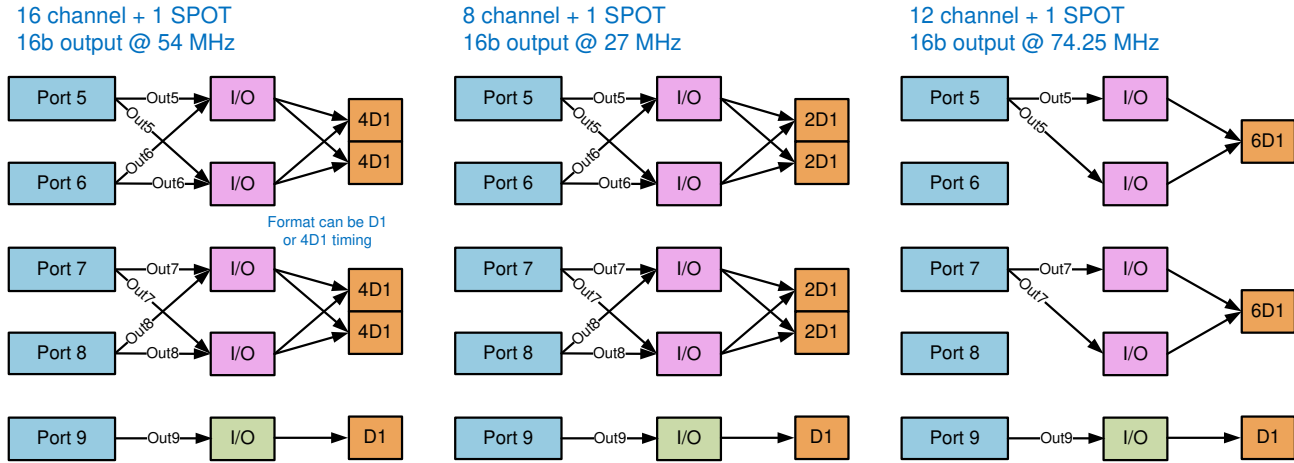 16 channel + 1 SPOT
16b output @ 54 MHz
Port 5
Out5
I/O
4D1
Out5
Out6
4D1
Port 6
Out6
I/O
Format can be D1
or 4D1 timing
Port 7
Out7
I/O
4D1
Out7
Out8
4D1
Port 8
Out8
I/O
Port 9
Out9
I/O
D1
8 channel + 1 SPOT
16b output @ 27 MHz
Port 5
Out5
I/O
2D1
Out5
Out6
2D1
Port 6
Out6
I/O
Port 7
Out7
I/O
2D1
Out7
Out8
2D1
Port 8
Out8
I/O
Port 9
Out9
I/O
D1
12 channel + 1 SPOT
16b output @ 74.25 MHz
Port 5
Out5
I/O
Out5
6D1
Port 6
I/O
Port 7
Out7
I/O
Out7
6D1
Port 8
I/O
Port 9
Out9
I/O
D1